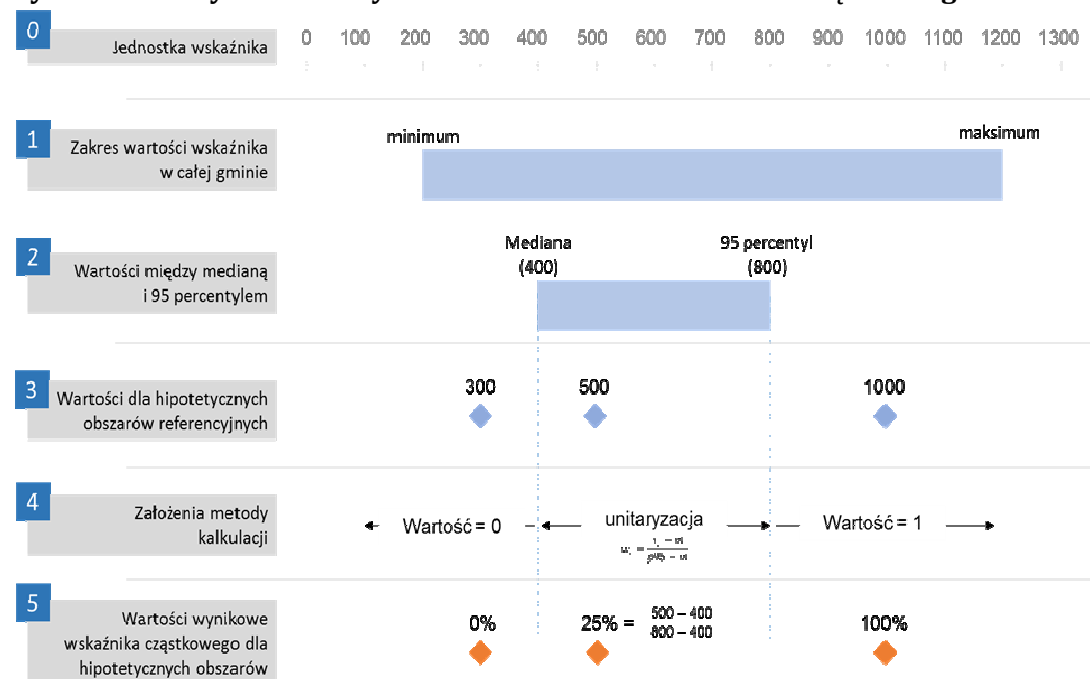 0
Jednostka wskaźnika
0 100 200 300 400 500 600 700 800 900 1000 1100 1200 1300
1
Zakres wartości wskaźnika
w całej gminie
minimum
maksimum
2
Wartości między medianą
i 95 percentylem
Mediana
(400)
95 percentyl
(800)
3
Wartości dla hipotetycznych
obszarów referencyjnych
300
500
1000
4
Założenia metody
kalkulacji
Wartość = 0
unitaryzacja
Wartość = 1
5
Wartości wynikowe
wskaźnika cząstkowego dla
hipotetycznych obszarów
0%
25% =
500 – 400
800 – 400
100%